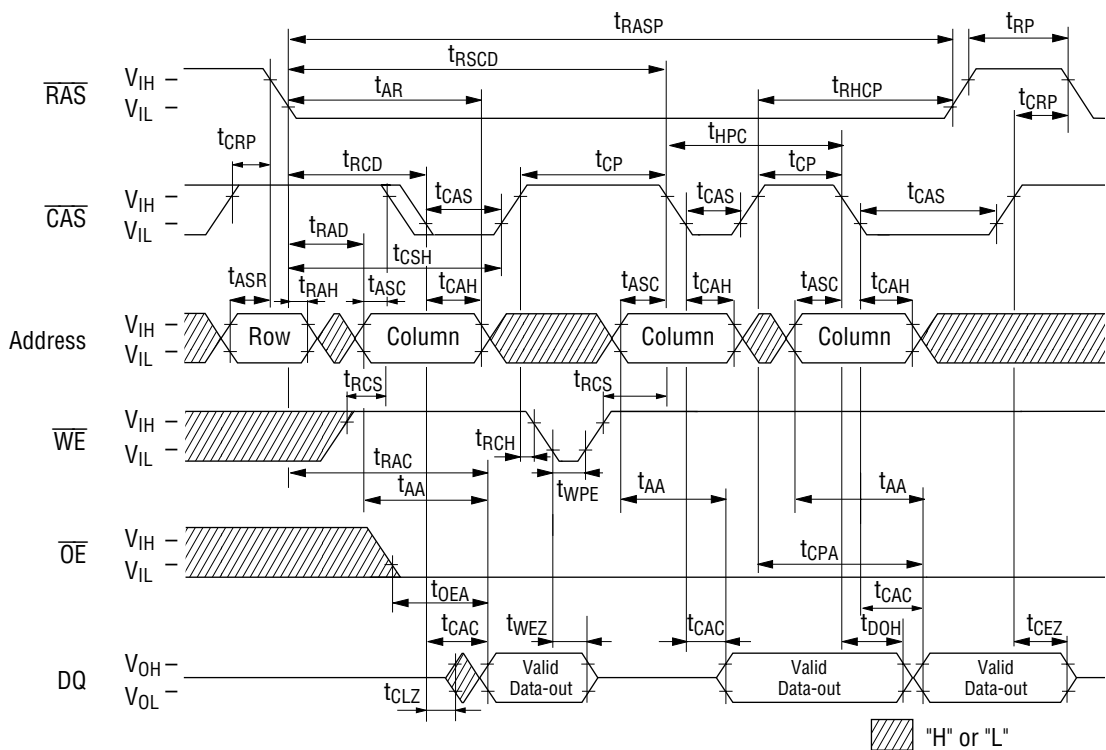 tRASP tRP
tRSCD
RAS VIH VIL tAR tRHCP tCRP
tCRP tRCD tCP tHPC tCP
CAS VIH VIL tCAS tCAS tCAS
tRAD tCSH
tASR tRAH tASC tCAH tASC tCAH tASC tCAH
Address VIH VIL Row Column Column Column
tRCS tRCS
WE VIH VIL tRCH tWPE
tRAC
tAA tAA tAA
OE VIH VIL tCPA
tOEA tCAC
tCAC tWEZ tCAC tDOH tCEZ
DQ VOH VOL Valid Data-out Valid Data-out Valid Data-out
tCLZ
"H" or "L"